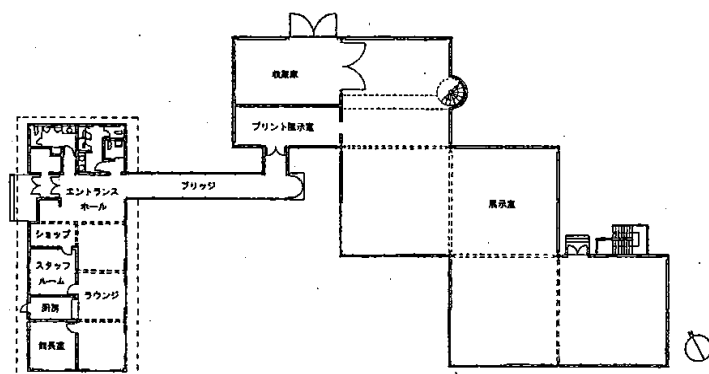 収蔵庫
プリント展示室
エントランス
ホール
ブリッジ
展示室
ショップ
スタッフ
ルーム
ラウンジ
厨房
館長室